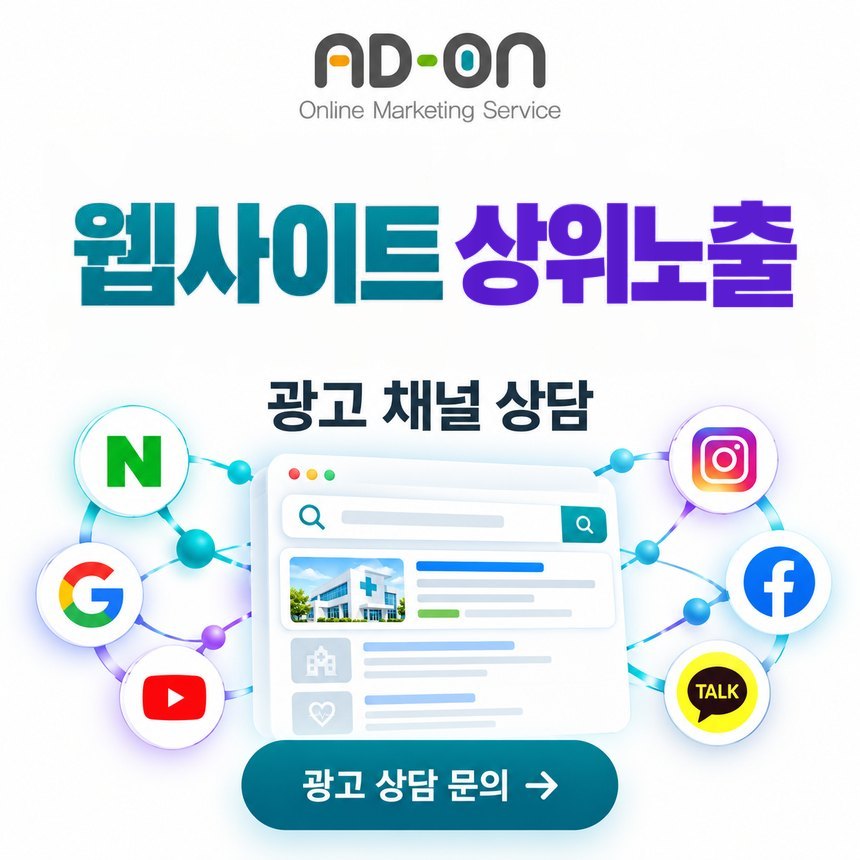 AD-ON
Online Marketing Service
웹사이트 상위노출
광고 채널 상담
N
G
f
TALK
광고 상담 문의 →